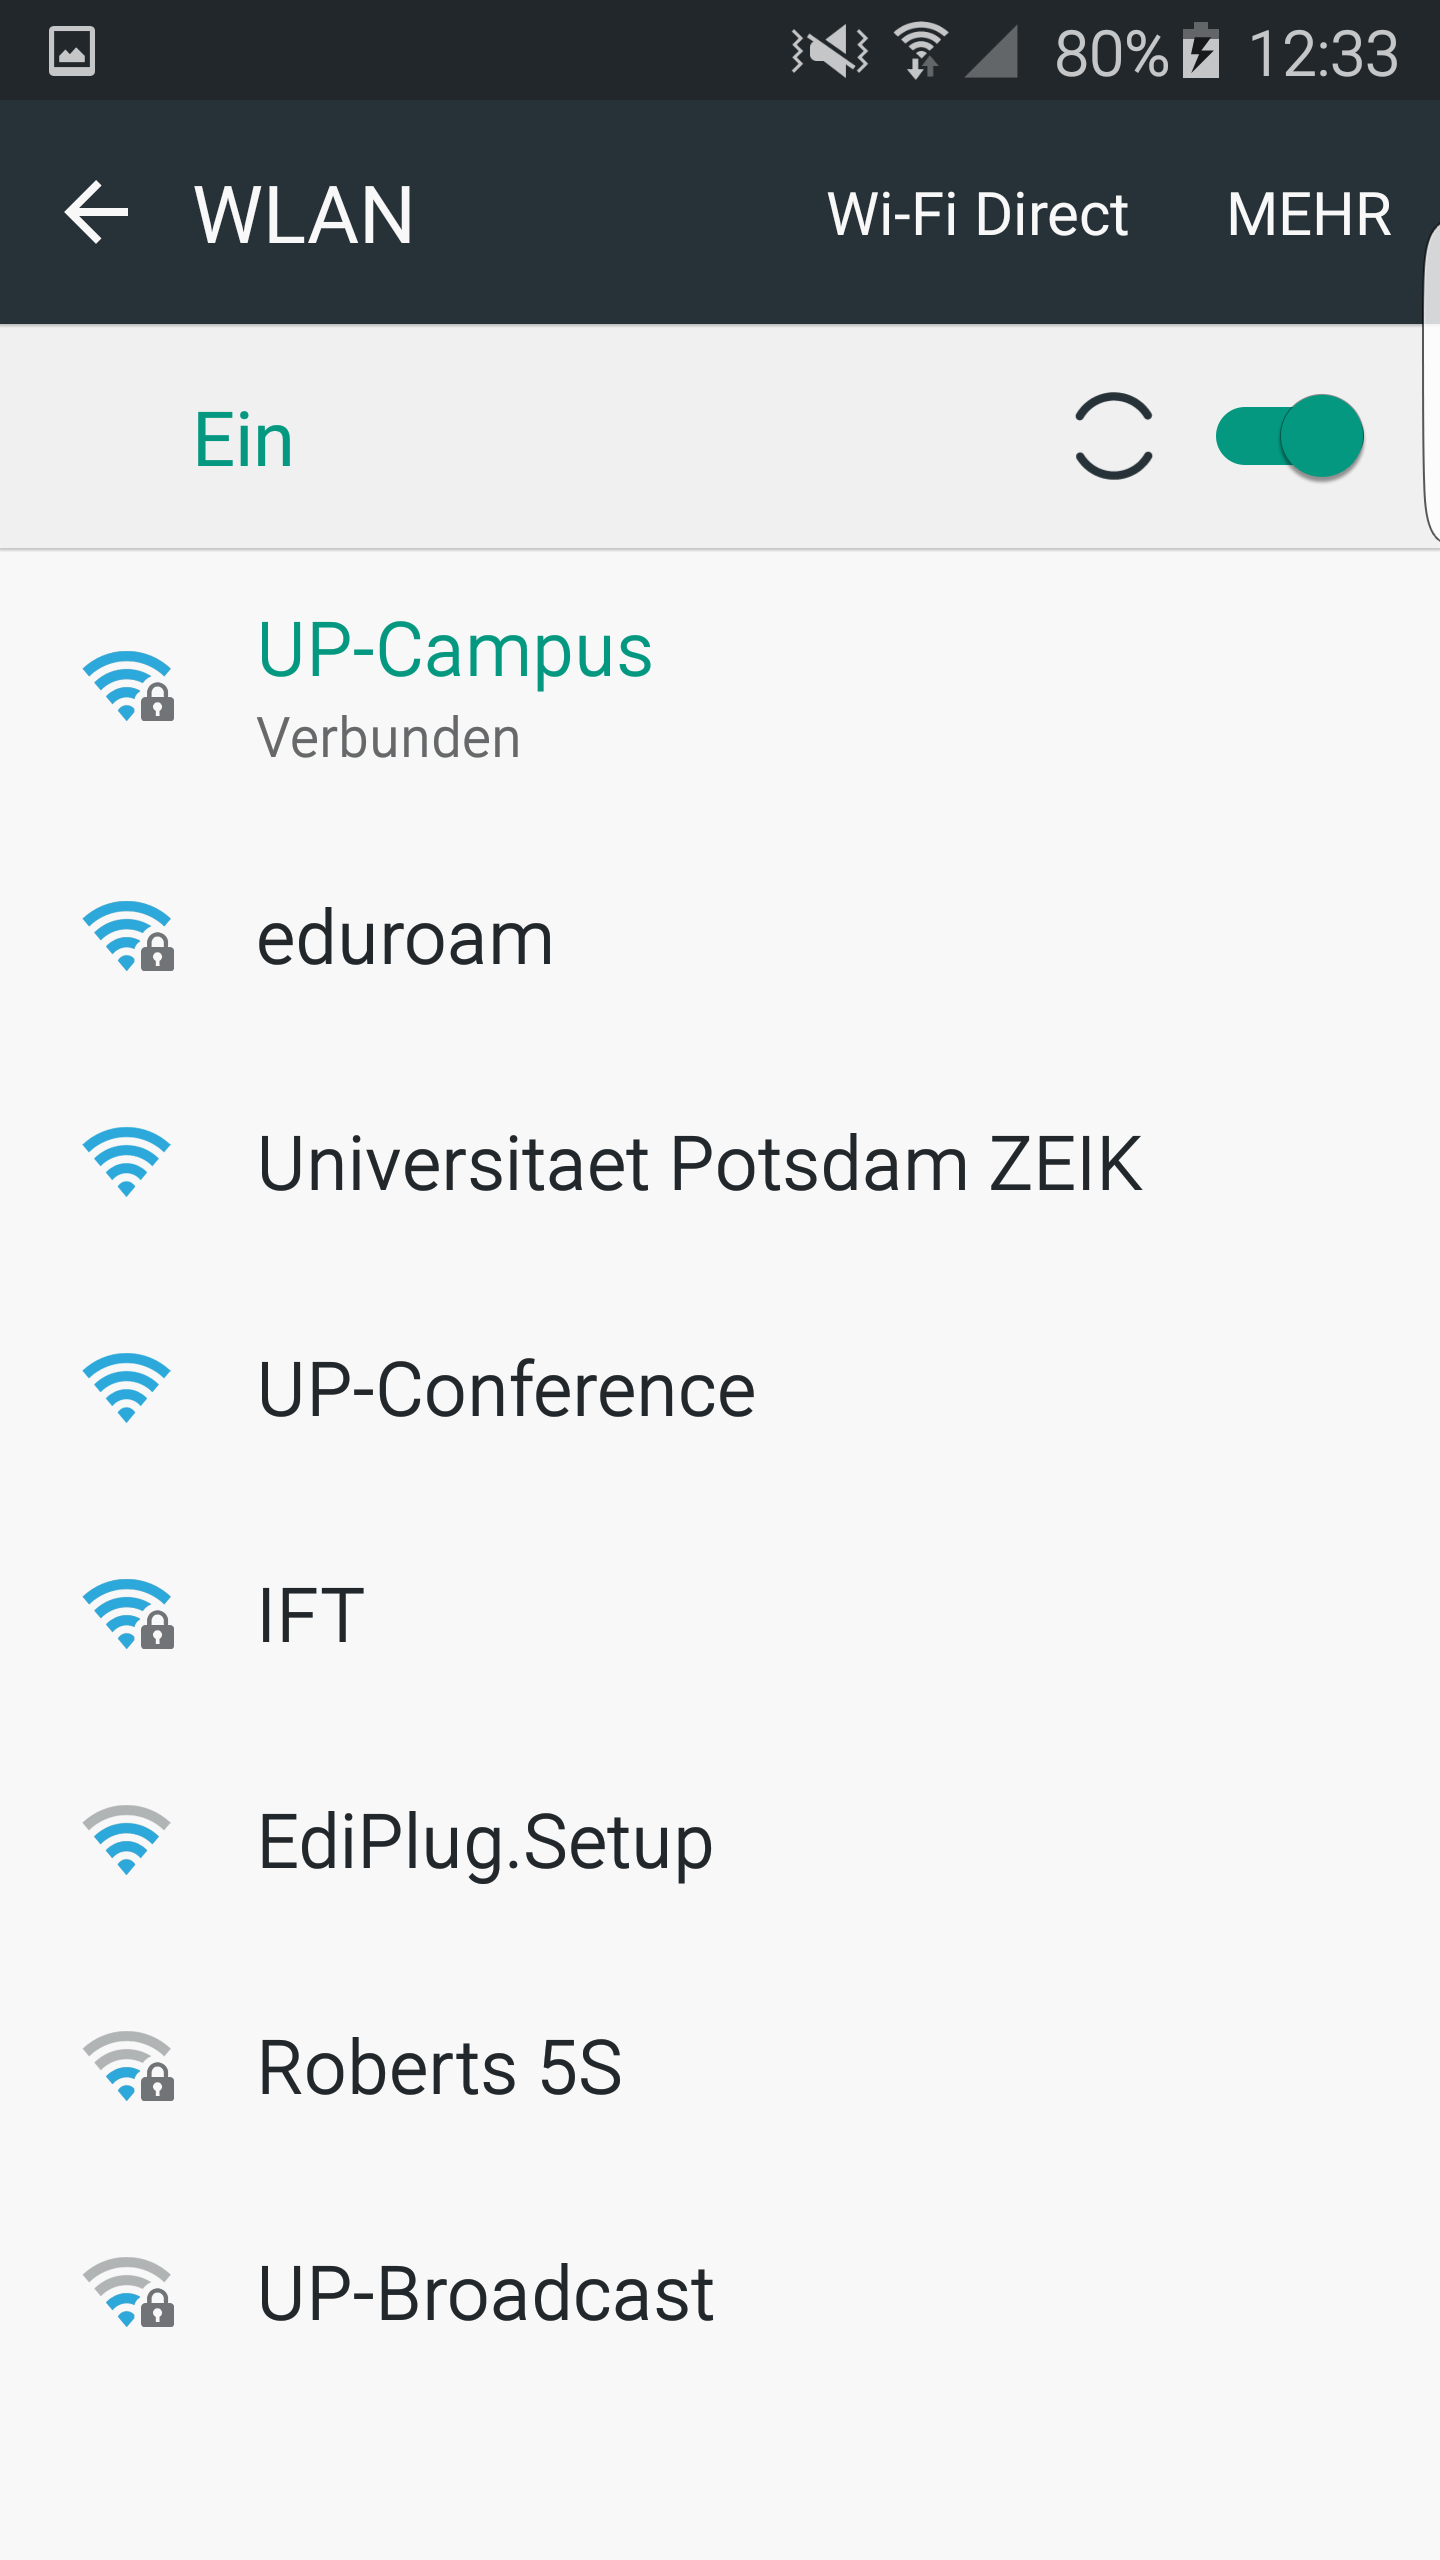 80% 12:33
WLAN Wi-Fi Direct MEHR
Ein
UP-Campus
Verbunden
eduroam
Universitaet Potsdam ZEIK
UP-Conference
IFT
EdiPlug.Setup
Roberts 5S
UP-Broadcast